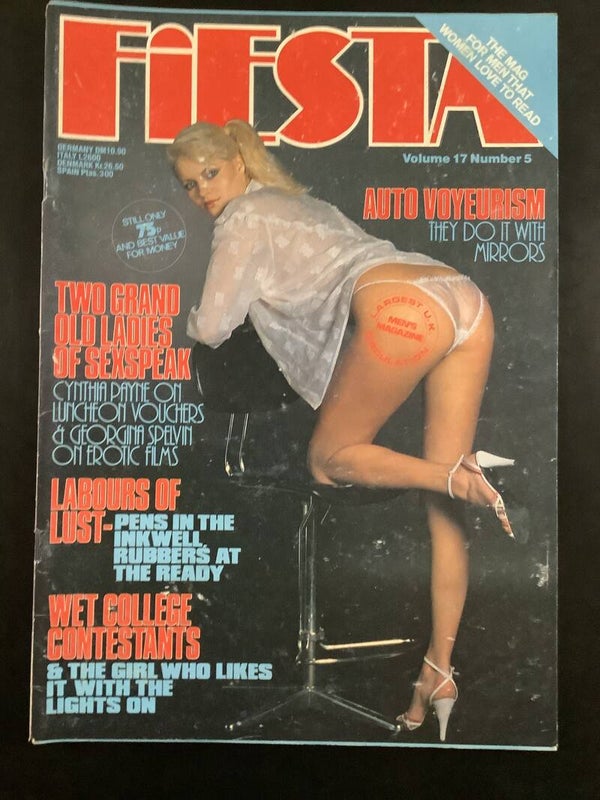 FiESTA
THE MAG
FOR MEN THAT
WOMEN LOVE TO READ
GERMANY DM10.90
ITALY L2600
DENMARK Kr.26.50
SPAIN Ptas.300
Volume 17 Number 5
STILL ONLY
75p
AND BEST VALUE
FOR MONEY
AUTO VOYEURISM
THEY DO IT WITH
MIRRORS
TWO GRAND
OLD LADIES
OF SEXSPEAK
CYNTHIA PAYNE ON
LUNCHEON VOUCHERS
& GEORGINA SPELVIN
ON EROTIC FILMS
LARGEST U.K
MEN'S
MAGAZINE
CIRCULATION
LABOURS OF
LUST-PENS IN THE
INKWELL,
RUBBERS AT
THE READY
WET COLLEGE
CONTESTANTS
& THE GIRL WHO LIKES
IT WITH THE
LIGHTS ON